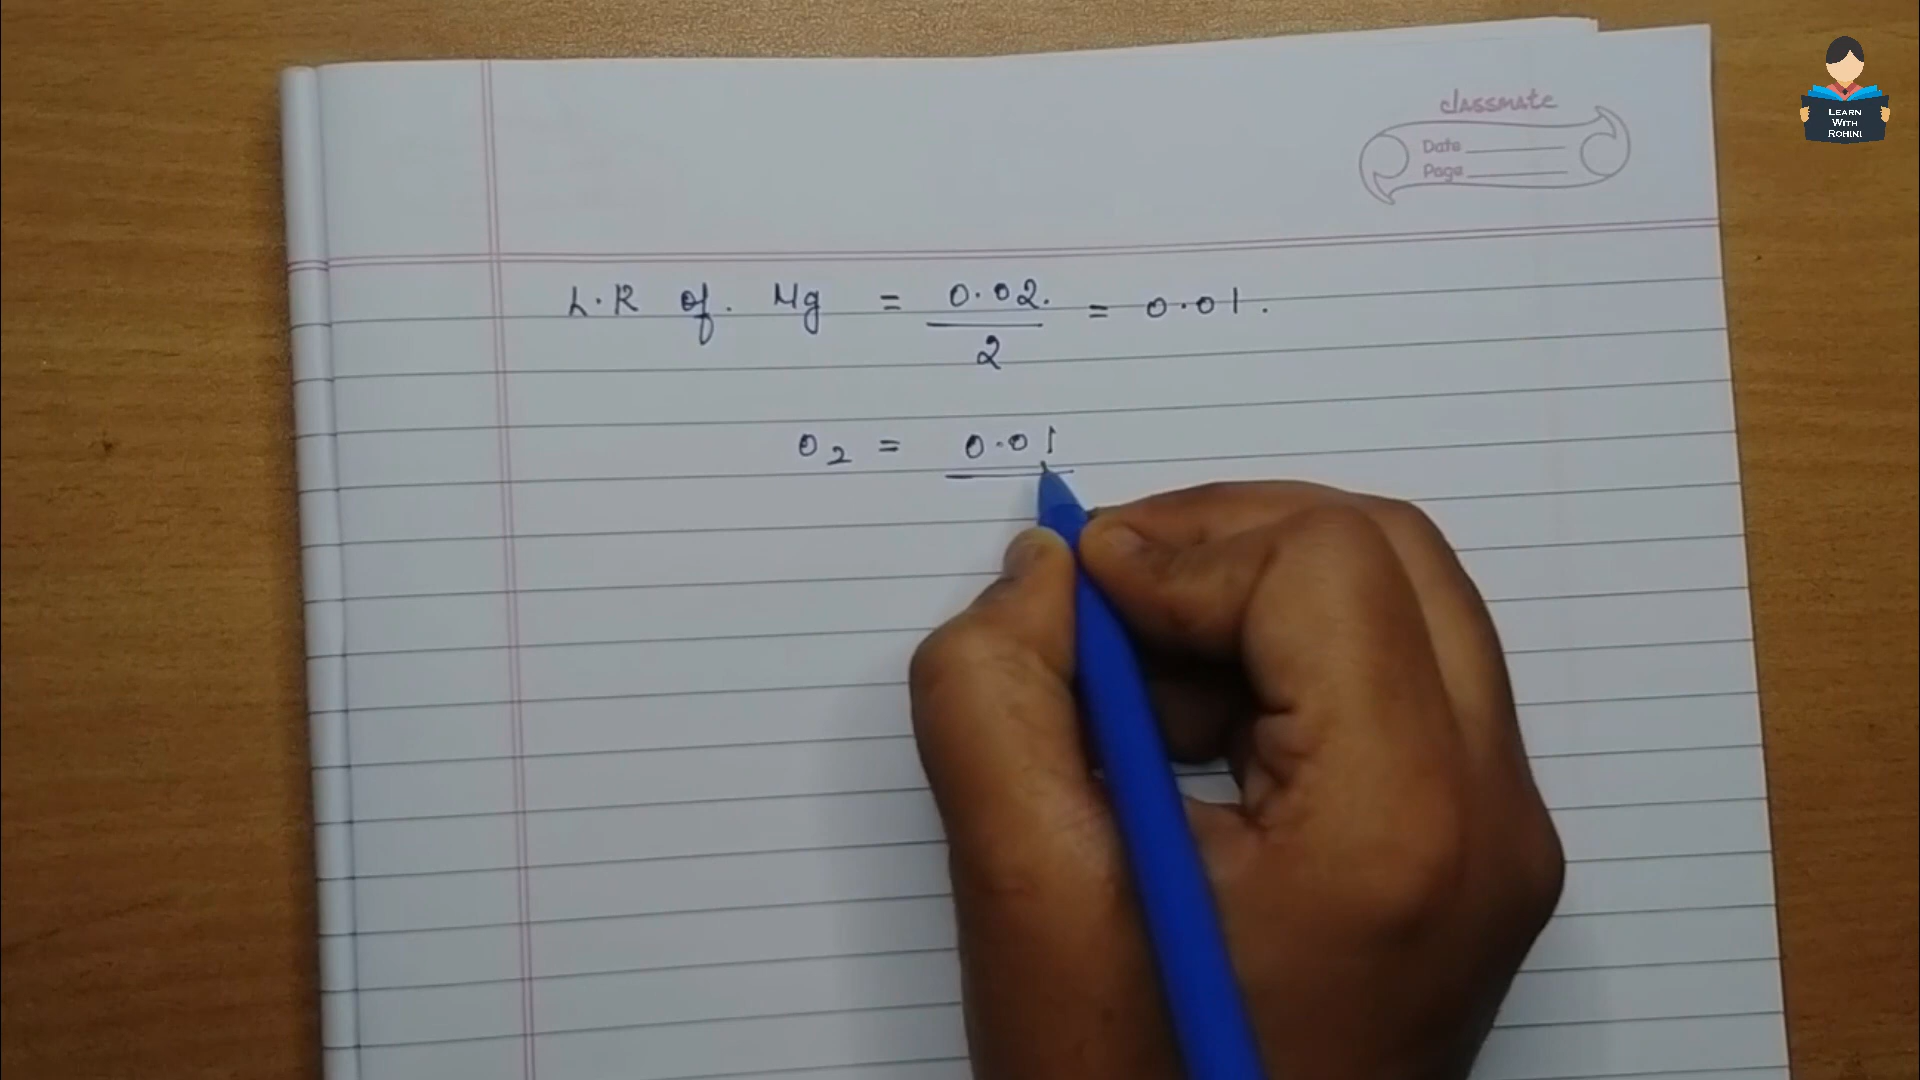 classmate
Date
Page
LEARN
WITH
ROHINI
L.R of. Mg = 0.02. = 0.01.
2
O2 = 0.01